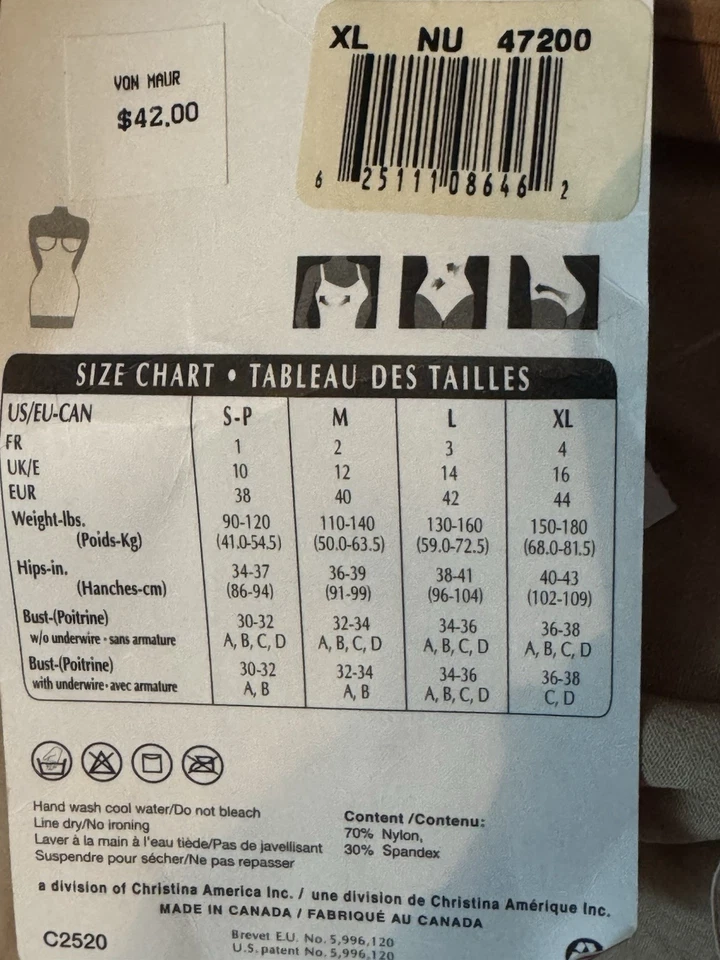 XL NU 47200
VON MAUR
$42.00
6 25111 08646 2
SIZE CHART • TABLEAU DES TAILLES
US/EU-CAN S-P M L XL
FR 1 2 3 4
UK/E 10 12 14 16
EUR 38 40 42 44
Weight-lbs. 90-120 110-140 130-160 150-180
(Poids-Kg) (41.0-54.5) (50.0-63.5) (59.0-72.5) (68.0-81.5)
Hips-in. 34-37 36-39 38-41 40-43
(Hanches-cm) (86-94) (91-99) (96-104) (102-109)
Bust-(Poitrine) 30-32 32-34 34-36 36-38
w/o underwire • sans armature A, B, C, D A, B, C, D A, B, C, D A, B, C, D
Bust-(Poitrine) 30-32 32-34 34-36 36-38
with underwire • avec armature A, B A, B A, B, C, D C, D
Hand wash cool water/Do not bleach
Line dry/No ironing
Laver à la main à l'eau tiède/Pas de javellisant
Suspendre pour sécher/Ne pas repasser
Content /Contenu:
70% Nylon,
30% Spandex
a division of Christina America Inc. / une division de Christina Amérique Inc.
MADE IN CANADA / FABRIQUÉ AU CANADA
C2520
Brevet E.U. No. 5,996,120
U.S. patent No. 5,996,120